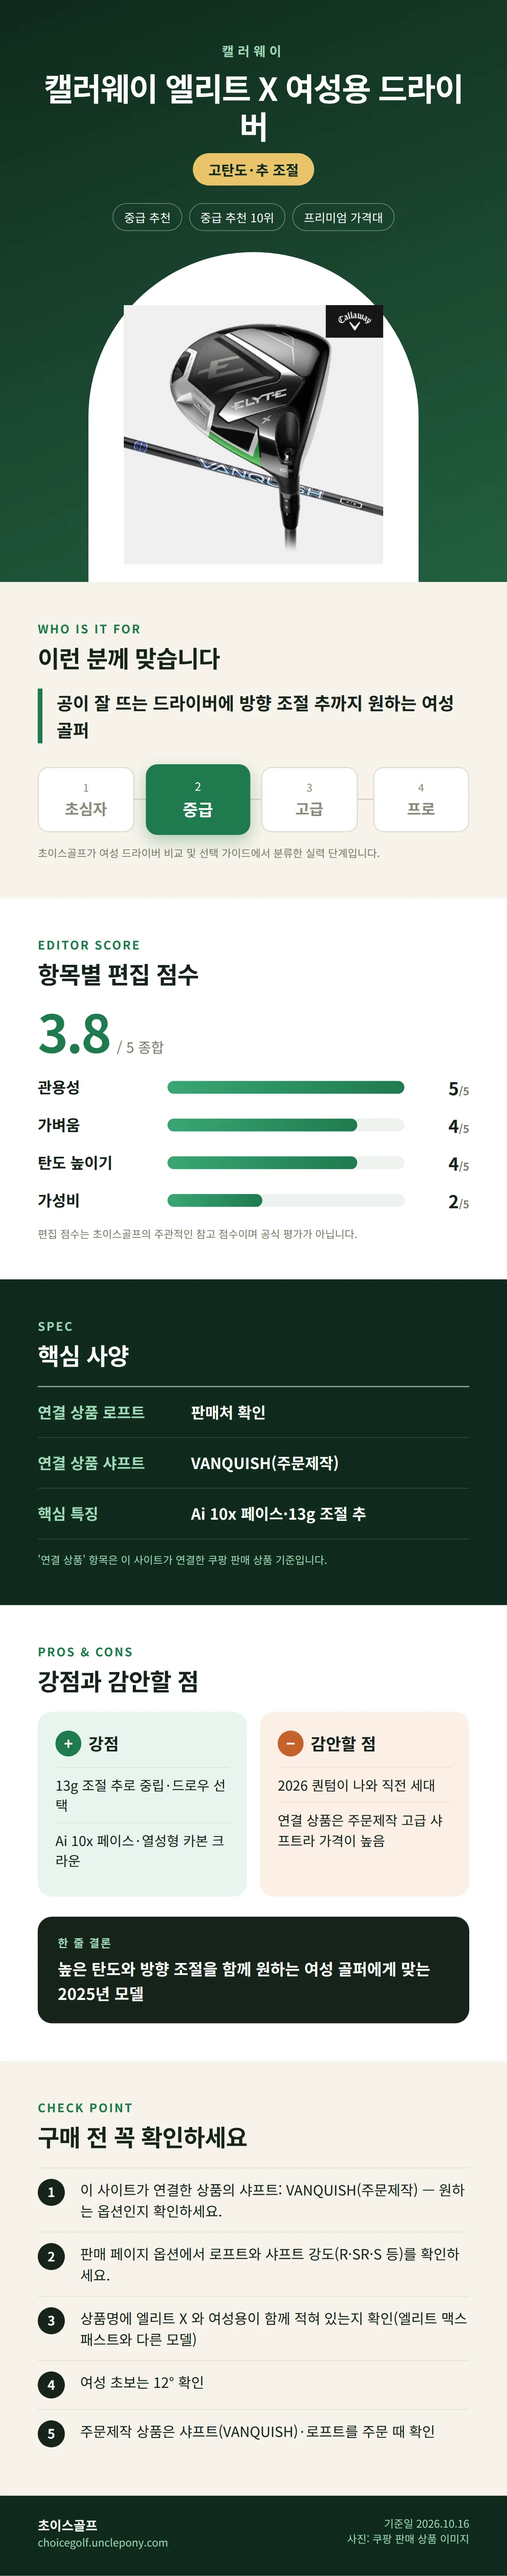 캘러웨이
캘러웨이 엘리트 X 여성용 드라이
버
고탄도·추 조절
중급 추천
중급 추천 10위
프리미엄 가격대
Callaway
E
ELYTE
X
VANQUISH
WHO IS IT FOR
이런 분께 맞습니다
공이 잘 뜨는 드라이버에 방향 조절 추까지 원하는 여성
골퍼
1
초심자
2
중급
3
고급
4
프로
초이스골프가 여성 드라이버 비교 및 선택 가이드에서 분류한 실력 단계입니다.
EDITOR SCORE
항목별 편집 점수
3.8 / 5 종합
관용성 5/5
가벼움 4/5
탄도 높이기 4/5
가성비 2/5
편집 점수는 초이스골프의 주관적인 참고 점수이며 공식 평가가 아닙니다.
SPEC
핵심 사양
연결 상품 로프트 판매처 확인
연결 상품 샤프트 VANQUISH(주문제작)
핵심 특징 Ai 10x 페이스·13g 조절 추
'연결 상품' 항목은 이 사이트가 연결한 쿠팡 판매 상품 기준입니다.
PROS & CONS
강점과 감안할 점
+ 강점
13g 조절 추로 중립·드로우 선
택
Ai 10x 페이스·열성형 카본 크
라운
− 감안할 점
2026 퀀텀이 나와 직전 세대
연결 상품은 주문제작 고급 샤
프트라 가격이 높음
한 줄 결론
높은 탄도와 방향 조절을 함께 원하는 여성 골퍼에게 맞는
2025년 모델
CHECK POINT
구매 전 꼭 확인하세요
1 이 사이트가 연결한 상품의 샤프트: VANQUISH(주문제작) — 원하
는 옵션인지 확인하세요.
2 판매 페이지 옵션에서 로프트와 샤프트 강도(R·SR·S 등)를 확인하
세요.
3 상품명에 엘리트 X 와 여성용이 함께 적혀 있는지 확인(엘리트 맥스
패스트와 다른 모델)
4 여성 초보는 12° 확인
5 주문제작 상품은 샤프트(VANQUISH)·로프트를 주문 때 확인
초이스골프
choicegolf.unclepony.com
기준일 2026.10.16
사진: 쿠팡 판매 상품 이미지